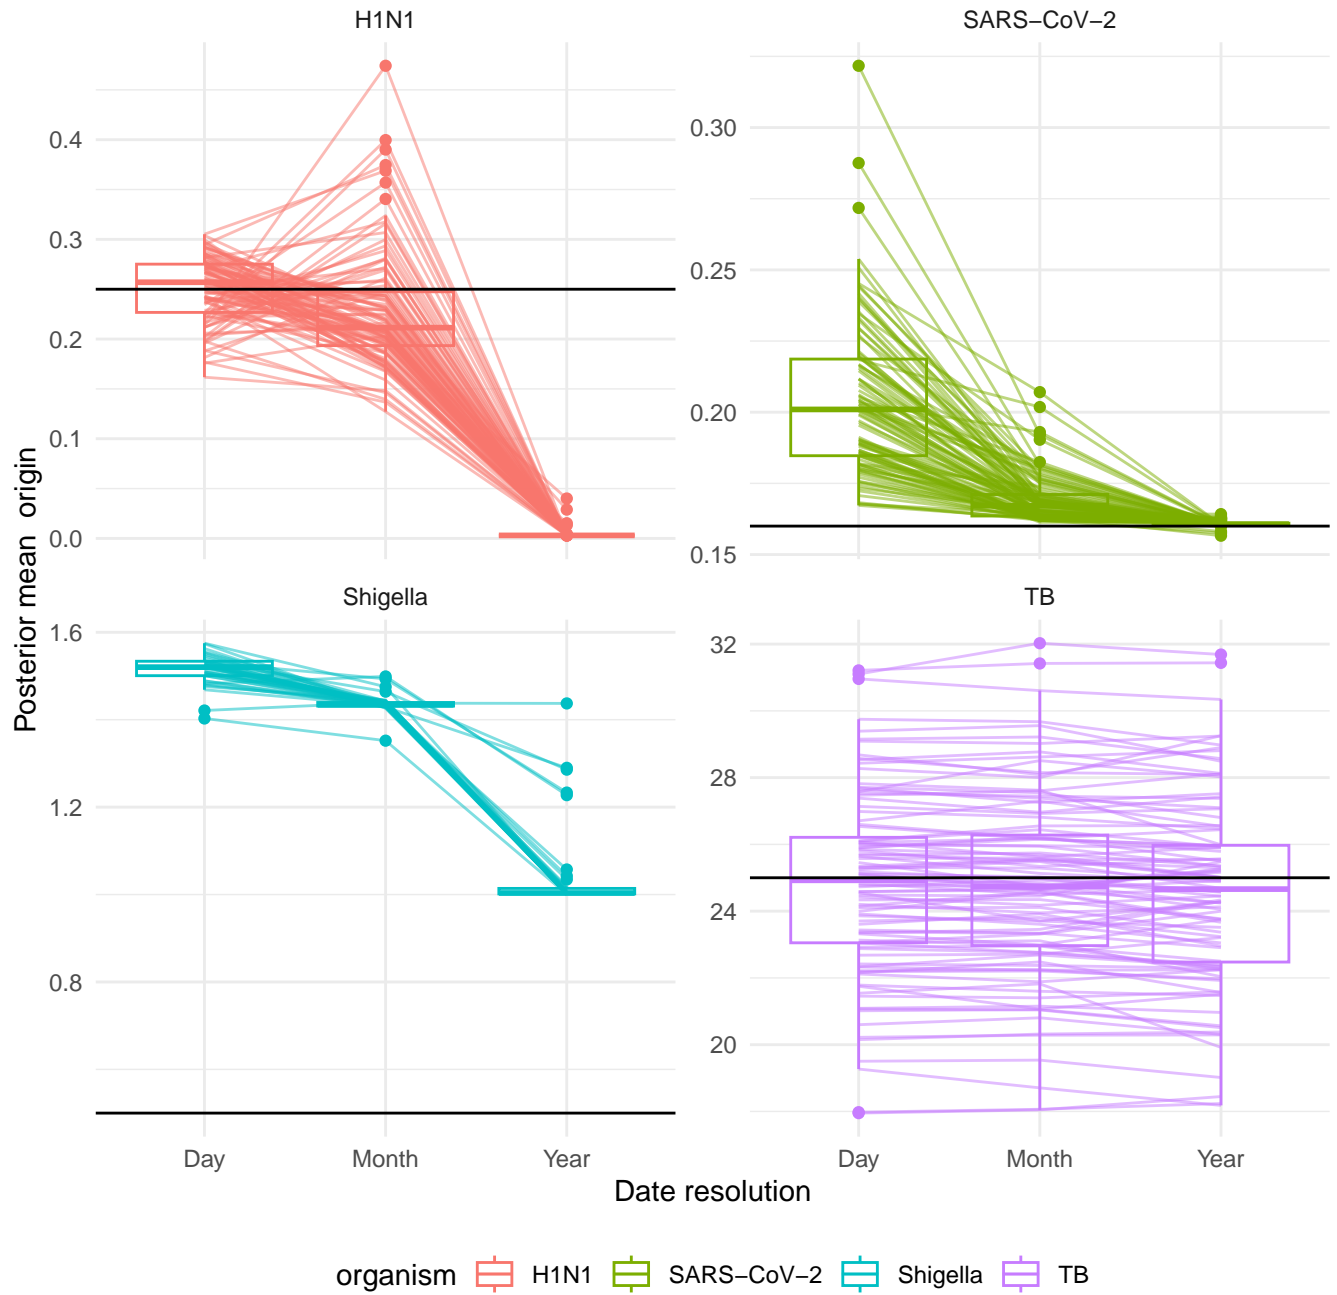 H1N1
SARS−CoV−2
0.4
0.3
0.2
0.1
0.0
0.30
0.25
0.20
0.15
Shigella
TB
1.6
1.2
0.8
32
28
24
20
Posterior mean  origin
Day
Month
Year
Day
Month
Year
Date resolution
organism
H1N1
SARS−CoV−2
Shigella
TB